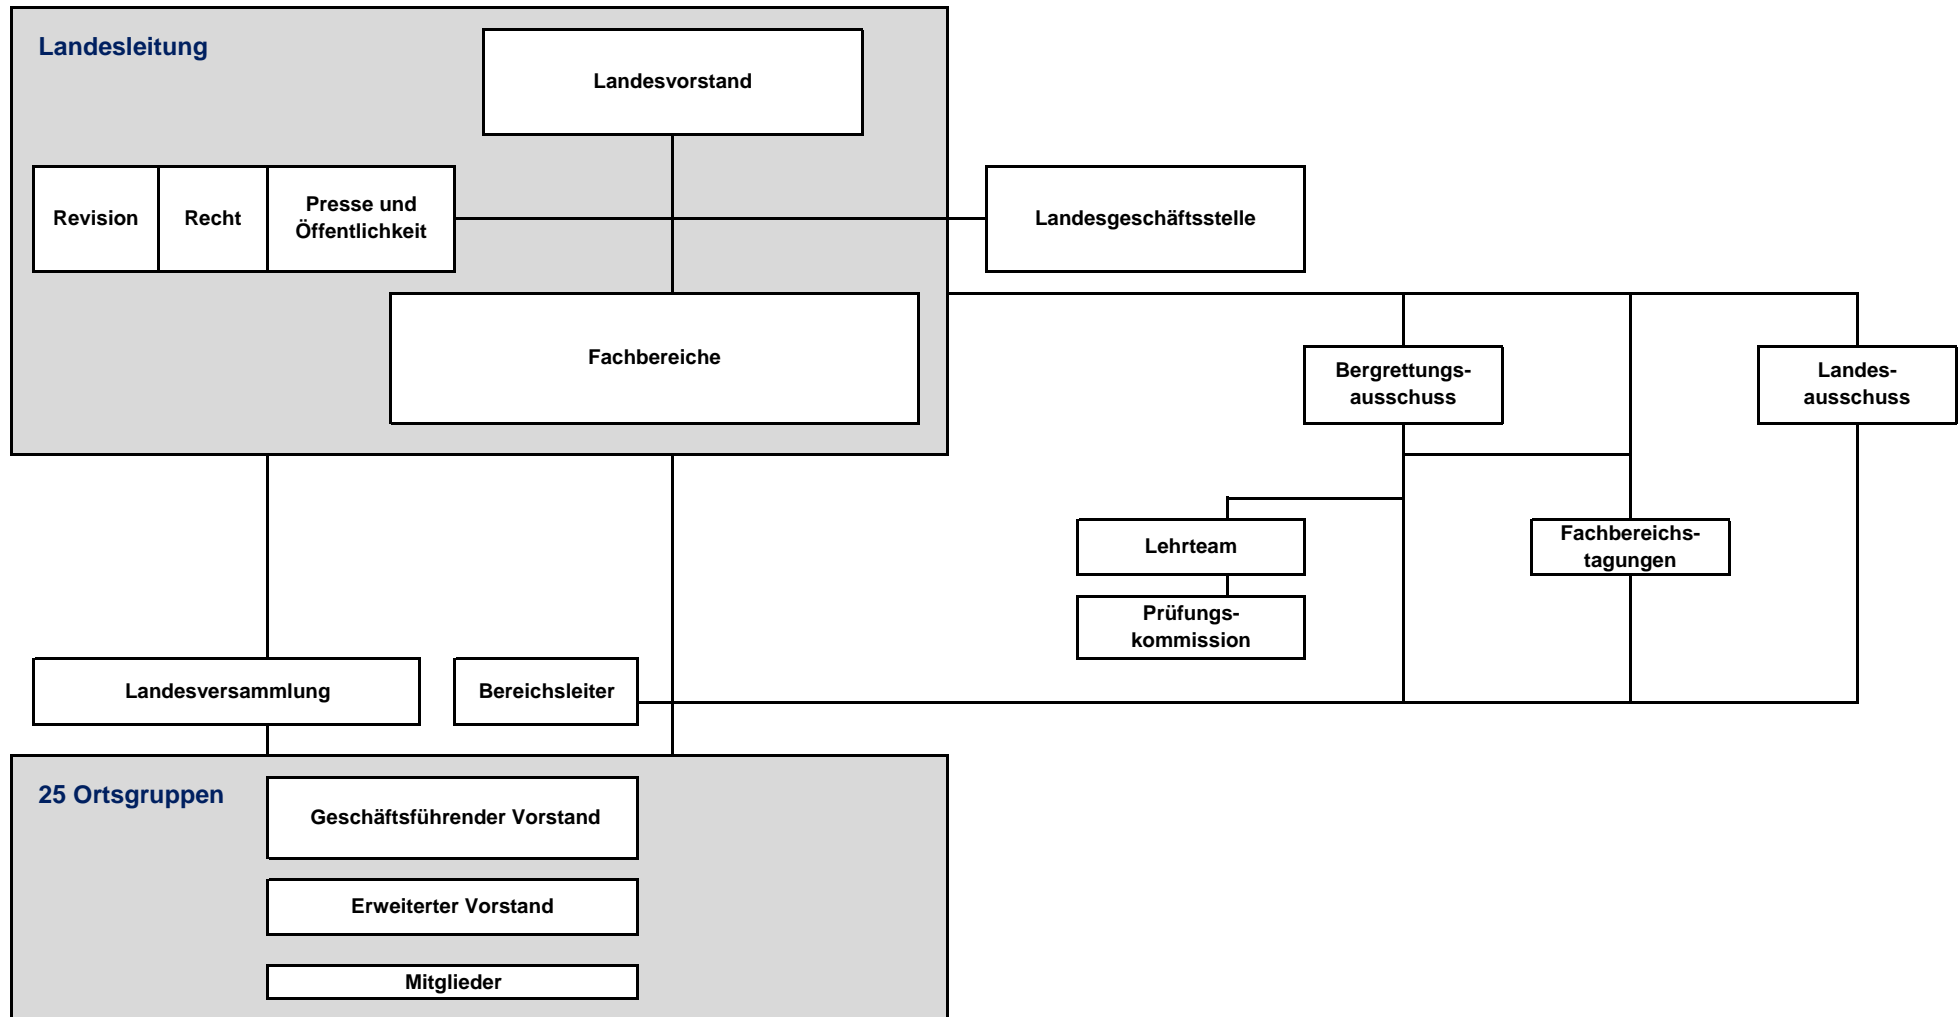 Landesleitung
Landesvorstand
Revision
Recht
Presse und
Öffentlichkeit
Landesgeschäftsstelle
Fachbereiche
Bergrettungs-
ausschuss
Landes-
ausschuss
Lehrteam
Fachbereichs-
tagungen
Prüfungs-
kommission
Landesversammlung
Bereichsleiter
25 Ortsgruppen
Geschäftsführender Vorstand
Erweiterter Vorstand
Mitglieder